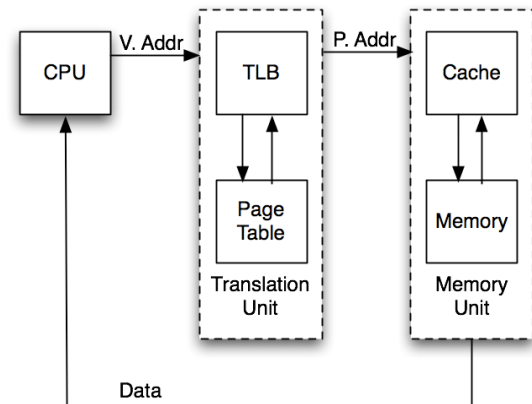 V. Addr
P. Addr
CPU
TLB
Cache
Page
Table
Memory
Translation
Unit
Memory
Unit
Data